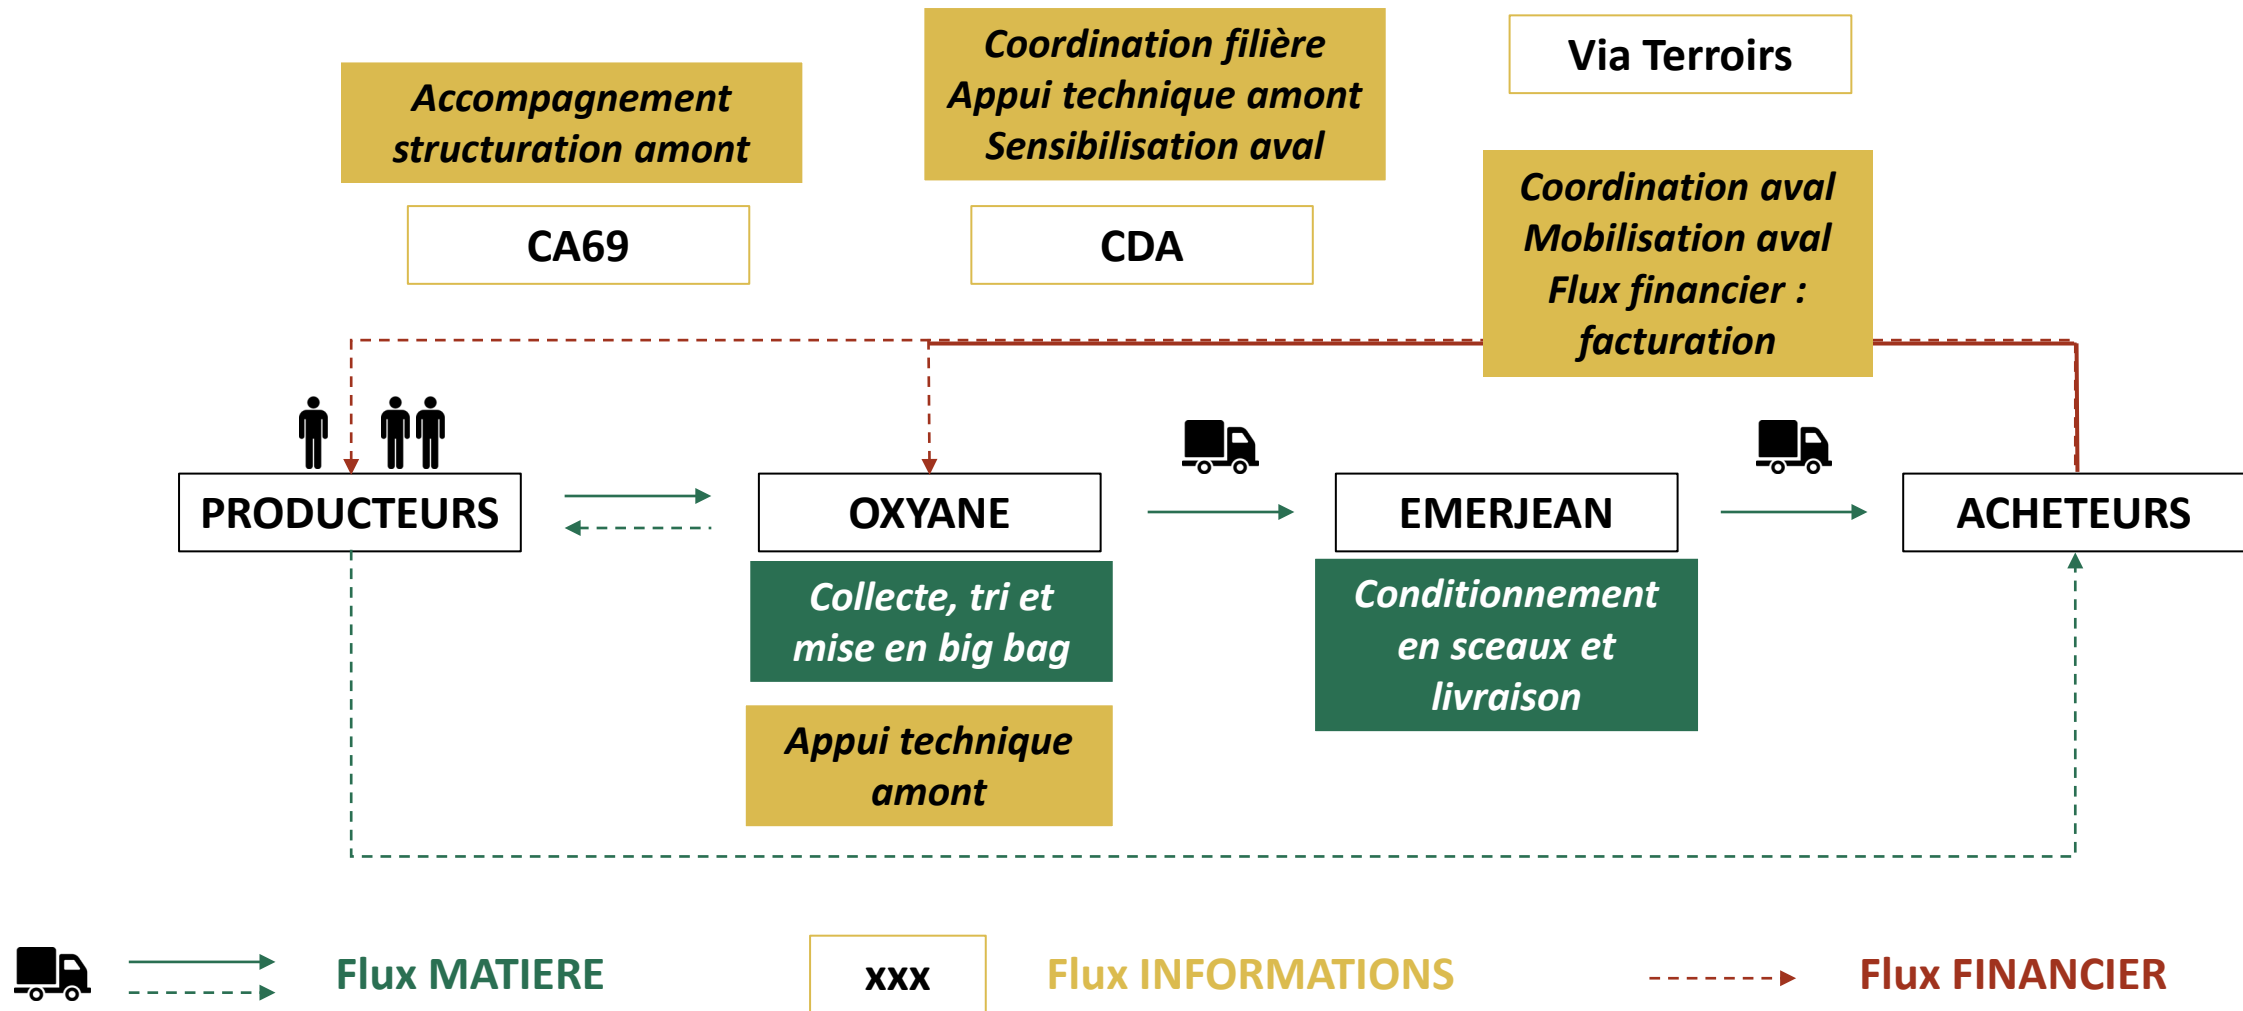 Accompagnement
structuration amont
CA69
Coordination filière
Appui technique amont
Sensibilisation aval
CDA
Via Terroirs
Coordination aval
Mobilisation aval
Flux financier :
facturation
PRODUCTEURS
OXYANE
EMERJEAN
ACHETEURS
Collecte, tri et
mise en big bag
Appui technique
amont
Conditionnement
en sceaux et
livraison
Flux MATIERE
xxx
Flux INFORMATIONS
Flux FINANCIER